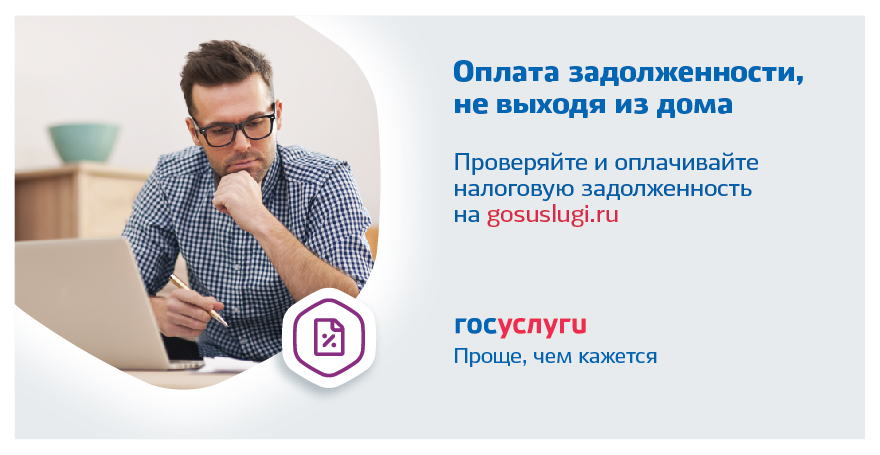 Оплата задолженности,
не выходя из дома
Проверяйте и оплачивайте
налоговую задолженность
на gosuslugi.ru
госуслуги
Проще, чем кажется